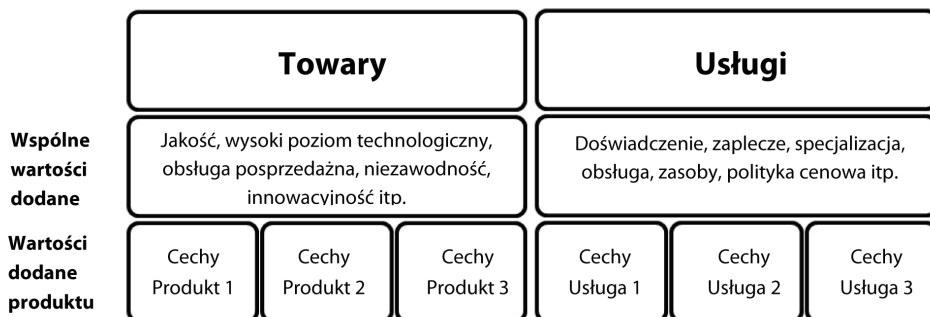 Towary
Usługi
Wspólne
wartości
dodane
Jakość, wysoki poziom technologiczny,
obsługa posprzedażna, niezawodność,
innowacyjność itp.
Doświadczenie, zaplecze, specjalizacja,
obsługa, zasoby, polityka cenowa itp.
Wartości
dodane
produktu
Cechy
Produkt 1
Cechy
Produkt 2
Cechy
Produkt 3
Cechy
Usługa 1
Cechy
Usługa 2
Cechy
Usługa 3